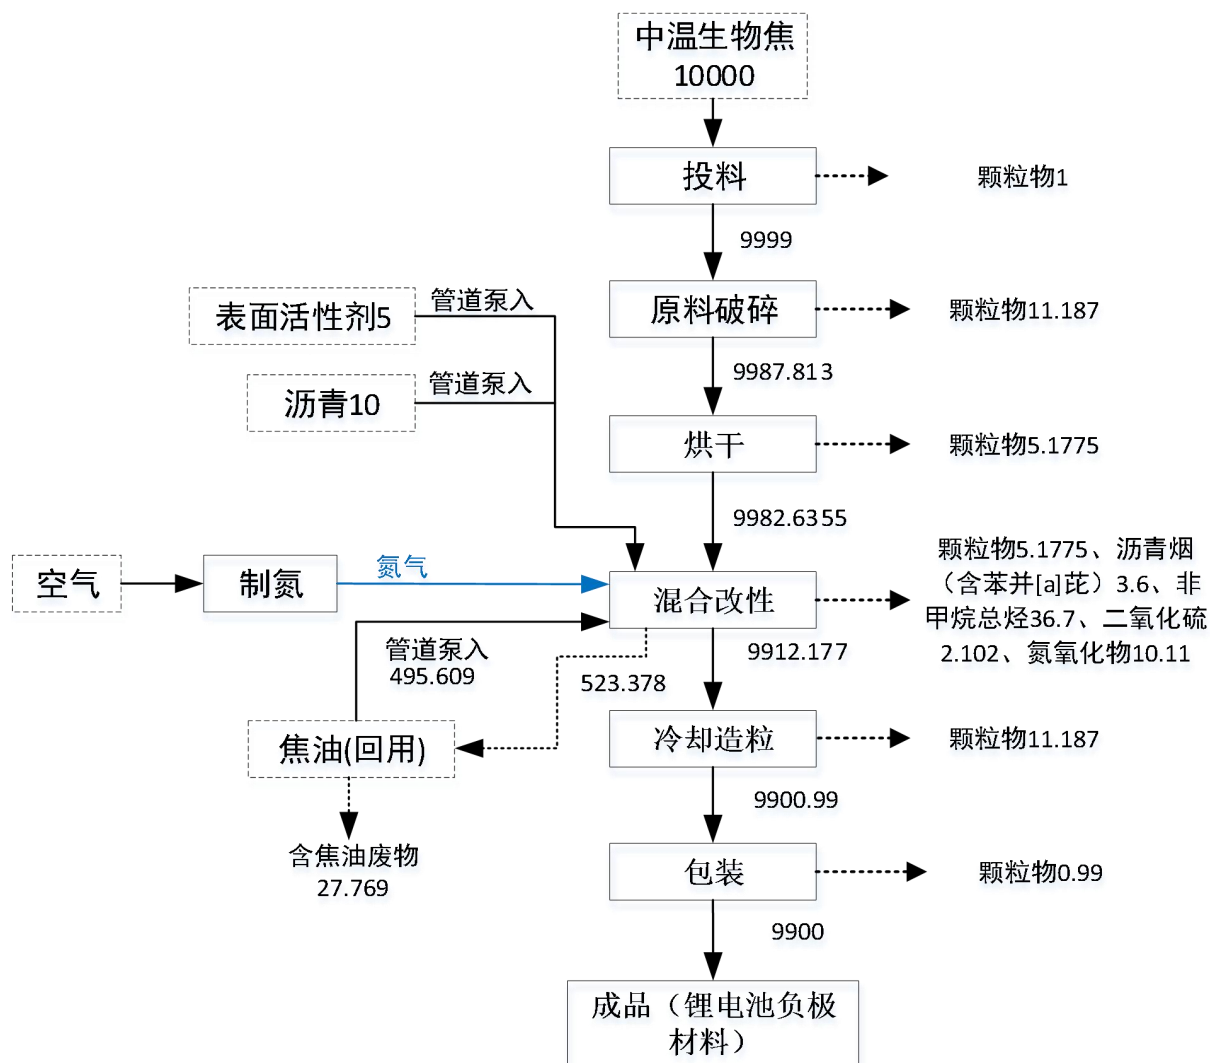 中温生物焦
10000
投料
颗粒物1
9999
表面活性剂5
管道泵入
原料破碎
颗粒物11.187
9987.813
沥青10
管道泵入
烘干
颗粒物5.1775
9982.6355
空气
制氮
氮气
混合改性
颗粒物5.1775、沥青烟
（含苯并[a]芘）3.6、非
甲烷总烃36.7、二氧化硫
2.102、氮氧化物10.11
管道泵入
495.609
523.378
9912.177
焦油(回用)
冷却造粒
颗粒物11.187
9900.99
含焦油废物
27.769
包装
颗粒物0.99
9900
成品（锂电池负极
材料）